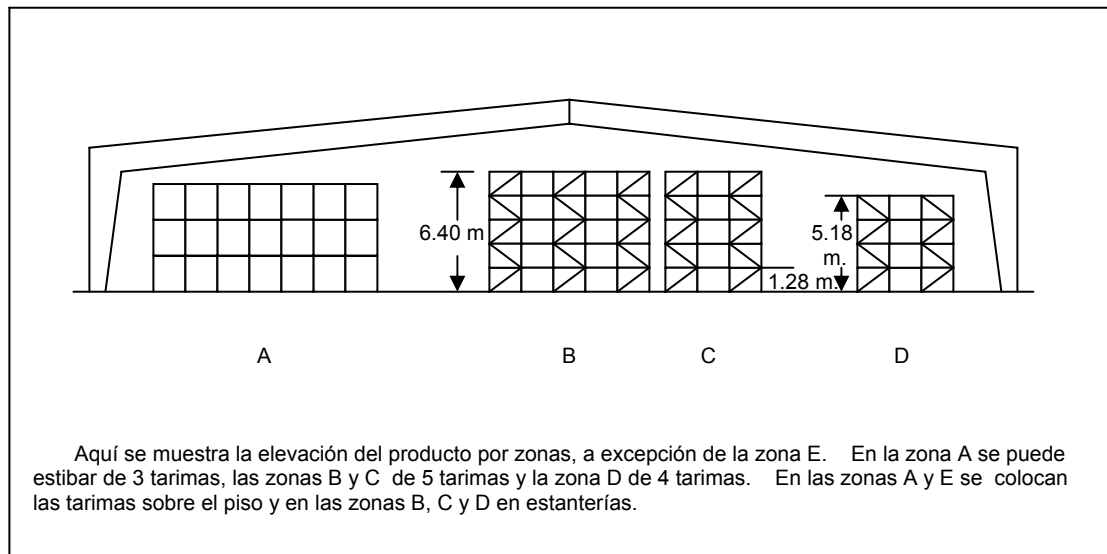 6.40 m
5.18
m.
1.28 m.
A B C D
Aquí se muestra la elevación del producto por zonas, a excepción de la zona E. En la zona A se puede
estibar de 3 tarimas, las zonas B y C de 5 tarimas y la zona D de 4 tarimas. En las zonas A y E se colocan
las tarimas sobre el piso y en las zonas B, C y D en estanterías.